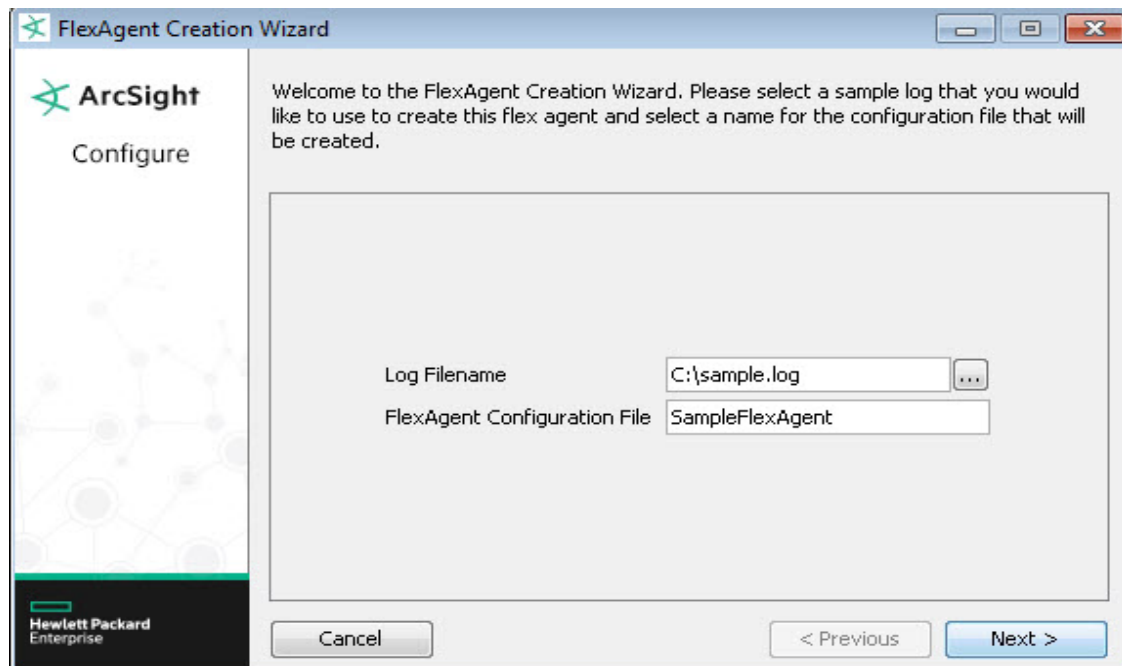 FlexAgent Creation Wizard
ArcSight
Configure
Welcome to the FlexAgent Creation Wizard. Please select a sample log that you would
like to use to create this flex agent and select a name for the configuration file that will
be created.
Log Filename C:\sample.log ...
FlexAgent Configuration File SampleFlexAgent
Hewlett Packard
Enterprise
Cancel < Previous Next >